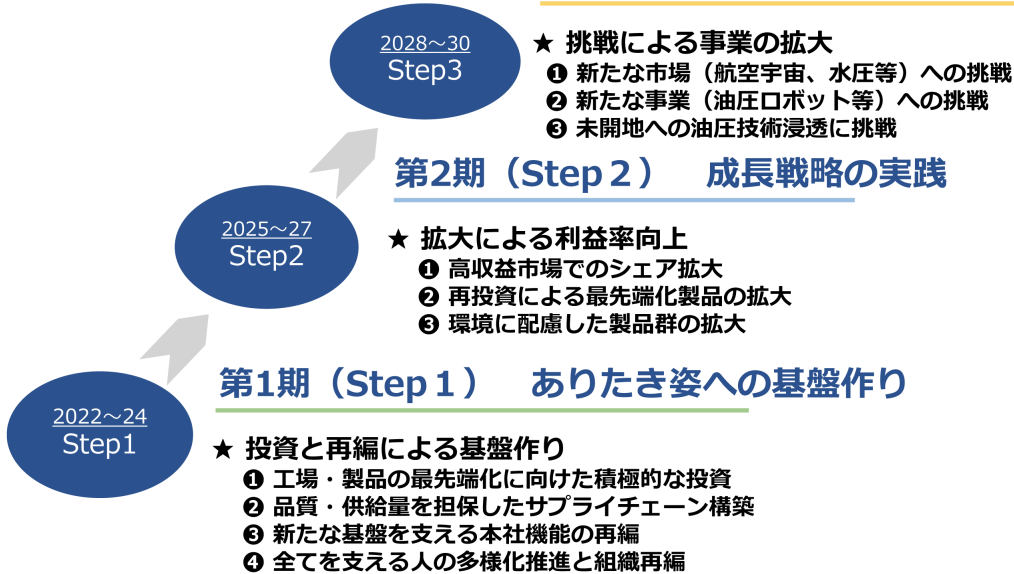 2028～30
Step3
★ 挑戦による事業の拡大
❶ 新たな市場（航空宇宙、水圧等）への挑戦
❷ 新たな事業（油圧ロボット等）への挑戦
❸ 未開地への油圧技術浸透に挑戦
第2期（Step２）　成長戦略の実践
2025～27
Step2
★ 拡大による利益率向上
❶ 高収益市場でのシェア拡大
❷ 再投資による最先端化製品の拡大
❸ 環境に配慮した製品群の拡大
第1期（Step１）　ありたき姿への基盤作り
2022～24
Step1
★ 投資と再編による基盤作り
❶ 工場・製品の最先端化に向けた積極的な投資
❷ 品質・供給量を担保したサプライチェーン構築
❸ 新たな基盤を支える本社機能の再編
❹ 全てを支える人の多様化推進と組織再編